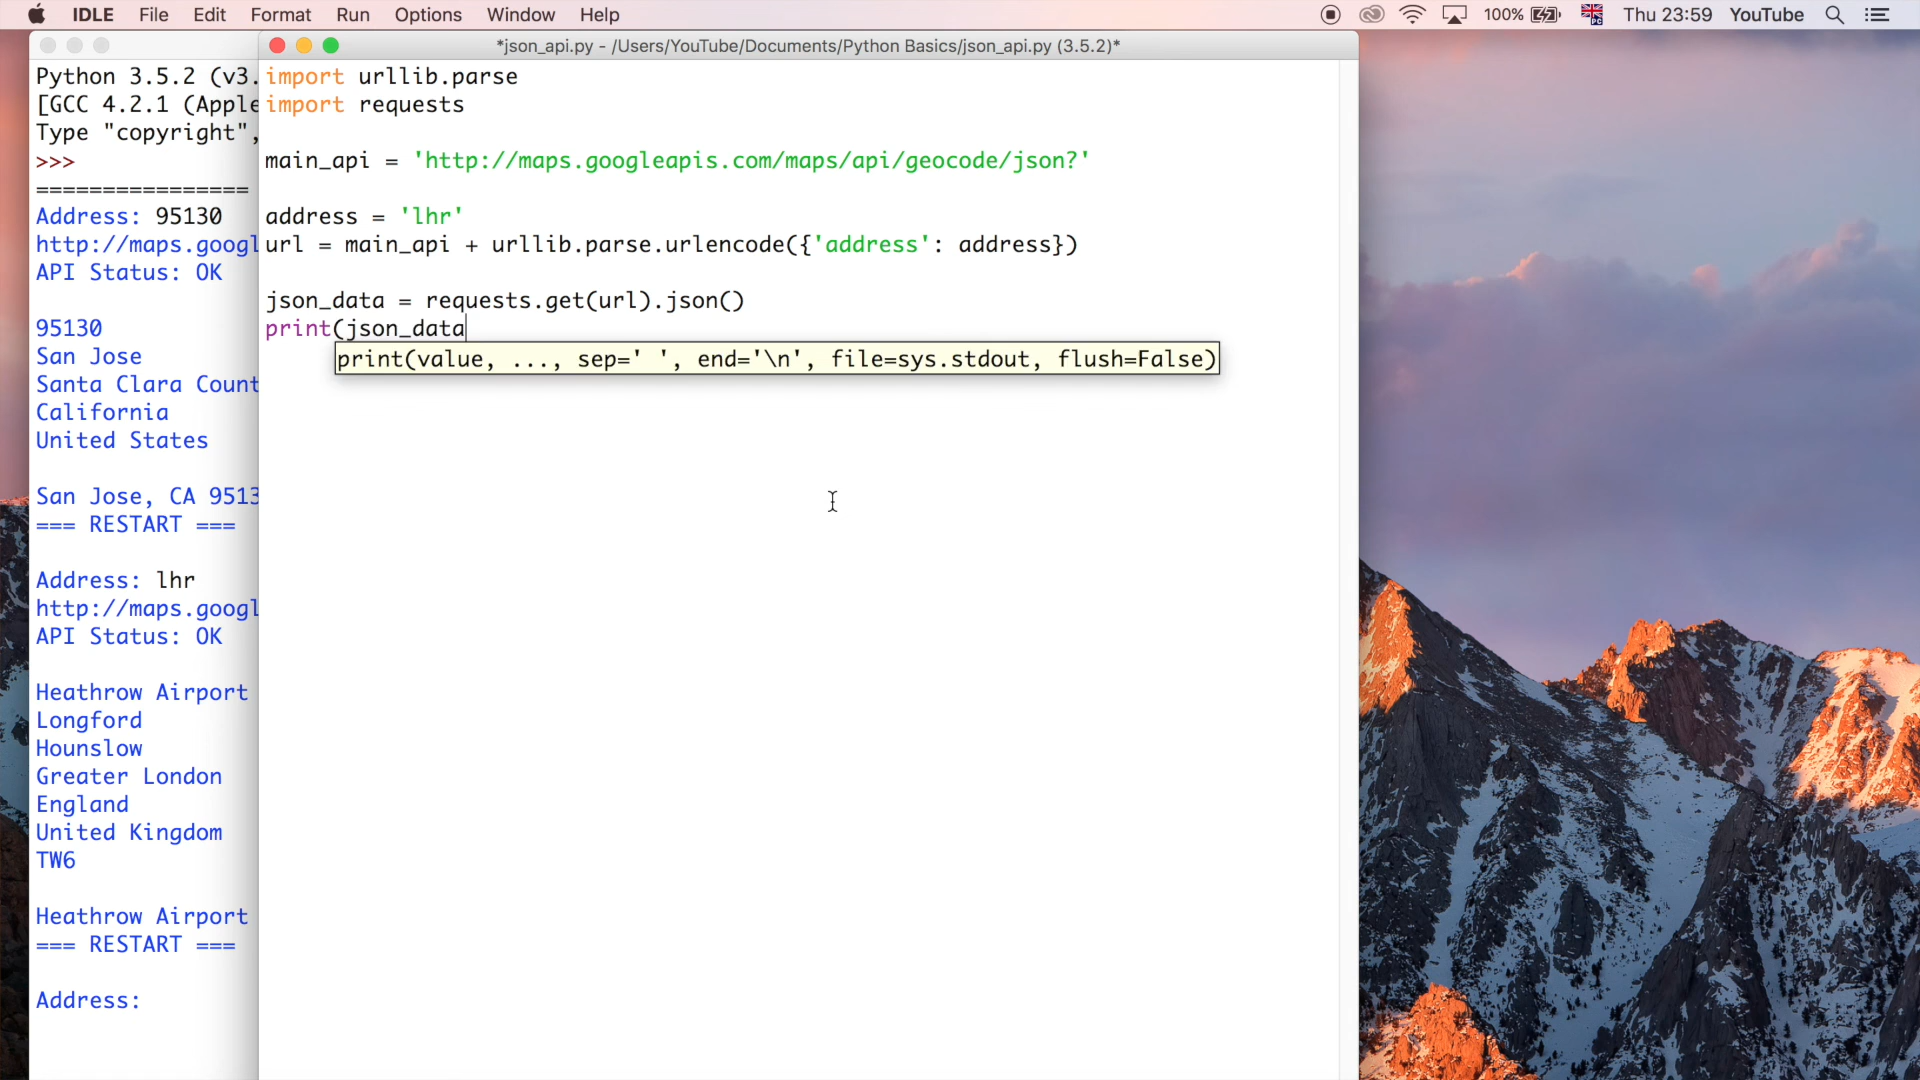 IDLE File Edit Format Run Options Window Help 100% Thu 23:59 YouTube
*json_api.py - /Users/YouTube/Documents/Python Basics/json_api.py (3.5.2)*
Python 3.5.2 (v3.
[GCC 4.2.1 (Apple
Type "copyright",
>>>
================
Address: 95130
http://maps.googl
API Status: OK
95130
San Jose
Santa Clara Count
California
United States
San Jose, CA 9513
=== RESTART ===
Address: lhr
http://maps.googl
API Status: OK
Heathrow Airport
Longford
Hounslow
Greater London
England
United Kingdom
TW6
Heathrow Airport
=== RESTART ===
Address:
import urllib.parse
import requests
main_api = 'http://maps.googleapis.com/maps/api/geocode/json?'
address = 'lhr'
url = main_api + urllib.parse.urlencode({'address': address})
json_data = requests.get(url).json()
print(json_data
print(value, ..., sep=' ', end='\n', file=sys.stdout, flush=False)